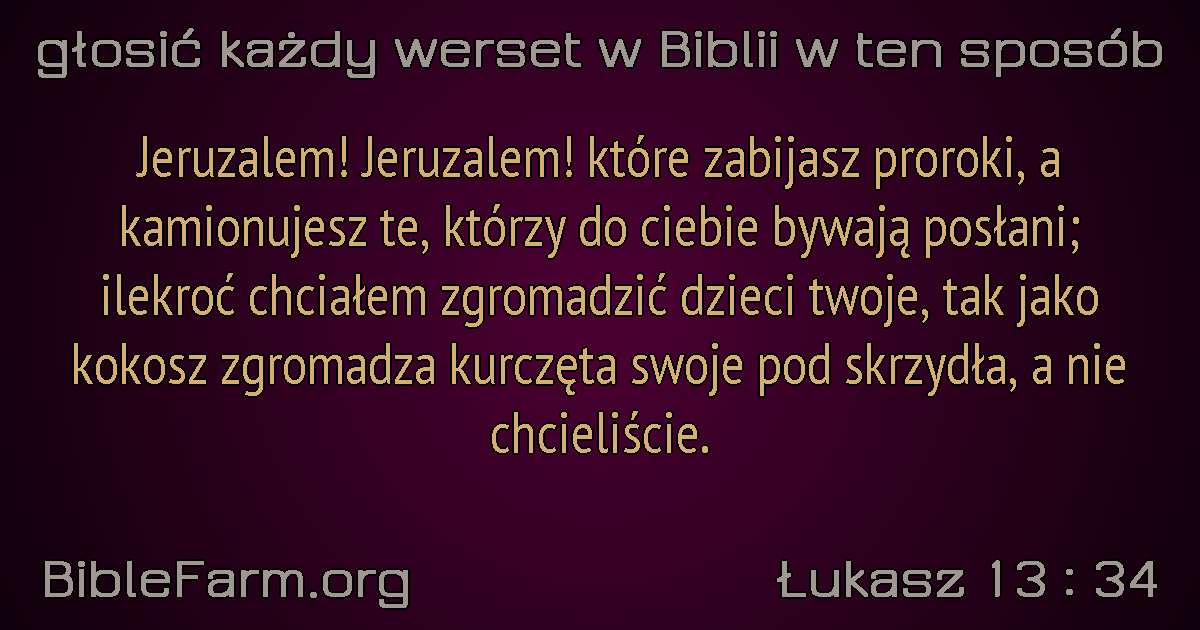 głosić każdy werset w Biblii w ten sposób
Jeruzalem! Jeruzalem! które zabijasz proroki, a
kamionujesz te, którzy do ciebie bywają posłani;
ilekroć chciałem zgromadzić dzieci twoje, tak jako
kokosz zgromadza kurczęta swoje pod skrzydła, a nie
chcieliście.
BibleFarm.org
Łukasz 13 : 34